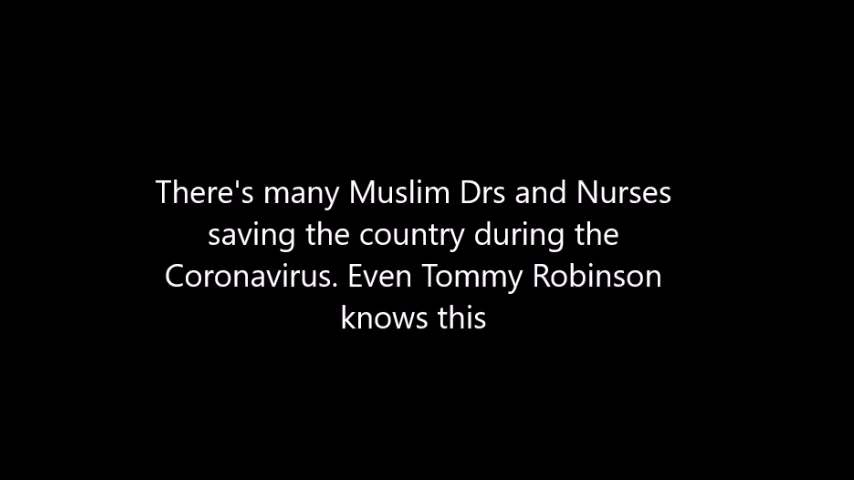 There's many Muslim Drs and Nurses
saving the country during the
Coronavirus. Even Tommy Robinson
knows this